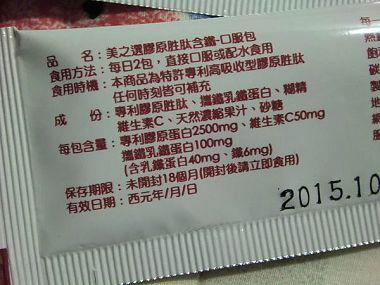 品　名：美之選膠原胜肽含鐵-口服包
食用方法：每日2包，直接口服或配水食用
食用時機：本商品為特許專利高吸收型膠原胜肽
任何時刻皆可補充
成　份：專利膠原胜肽、攜鐵乳鐵蛋白、糊精
維生素C、天然濃縮果汁、砂糖
每包含量：專利膠原蛋白2500mg、維生素C50mg
攜鐵乳鐵蛋白100mg
(含乳鐵蛋白40mg、鐵6mg)
保存期限：未開封18個月(開封後請立即食用)
有效日期：西元年/月/日
2015.10
每
熱